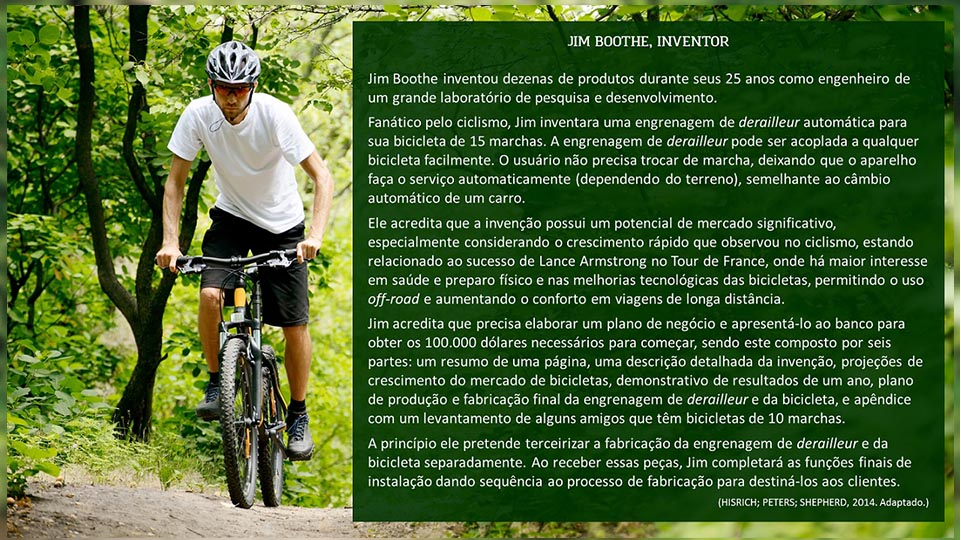 JIM BOOTHE, INVENTOR
Jim Boothe inventou dezenas de produtos durante seus 25 anos como engenheiro de
um grande laboratório de pesquisa e desenvolvimento.
Fanático pelo ciclismo, Jim inventara uma engrenagem de derailleur automática para
sua bicicleta de 15 marchas. A engrenagem de derailleur pode ser acoplada a qualquer
bicicleta facilmente. O usuário não precisa trocar de marcha, deixando que o aparelho
faça o serviço automaticamente (dependendo do terreno), semelhante ao câmbio
automático de um carro.
Ele acredita que a invenção possui um potencial de mercado significativo,
especialmente considerando o crescimento rápido que observou no ciclismo, estando
relacionado ao sucesso de Lance Armstrong no Tour de France, onde há maior interesse
em saúde e preparo físico e nas melhorias tecnológicas das bicicletas, permitindo o uso
off-road e aumentando o conforto em viagens de longa distância.
Jim acredita que precisa elaborar um plano de negócio e apresentá-lo ao banco para
obter os 100.000 dólares necessários para começar, sendo este composto por seis
partes: um resumo de uma página, uma descrição detalhada da invenção, projeções de
crescimento do mercado de bicicletas, demonstrativo de resultados de um ano, plano
de produção e fabricação final da engrenagem de derailleur e da bicicleta, e apêndice
com um levantamento de alguns amigos que têm bicicletas de 10 marchas.
A princípio ele pretende terceirizar a fabricação da engrenagem de derailleur e da
bicicleta separadamente. Ao receber essas peças, Jim completará as funções finais de
instalação dando sequência ao processo de fabricação para destiná-los aos clientes.
(HISRICH; PETERS; SHEPHERD, 2014. Adaptado.)